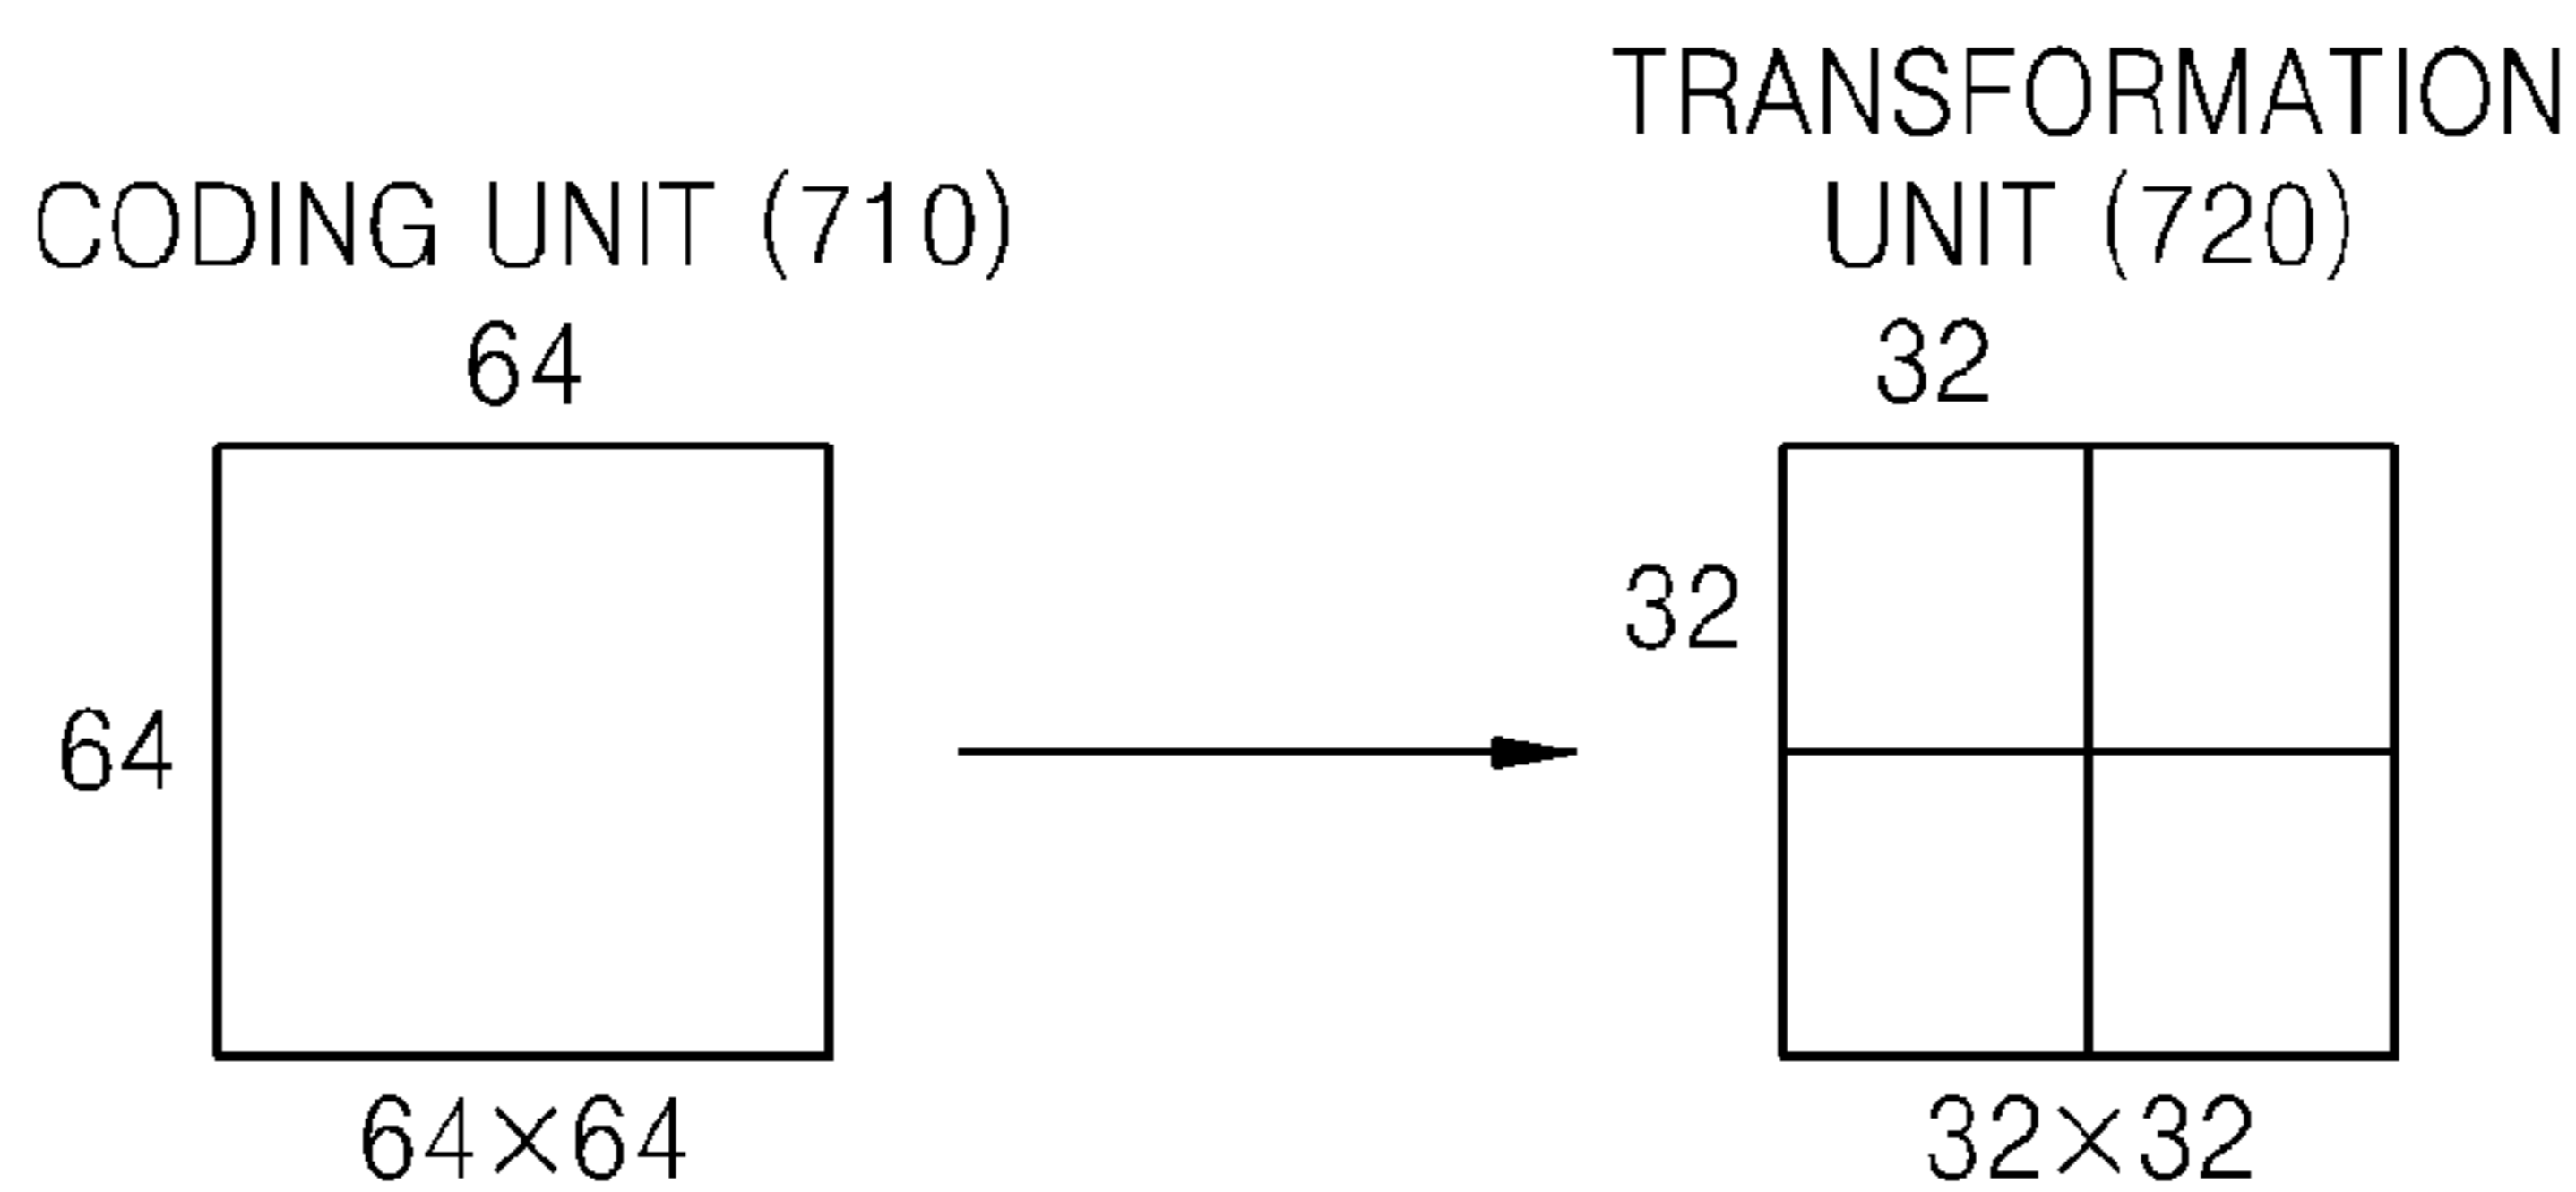 CODING UNIT (710)
64
64
64×64
TRANSFORMATION
UNIT (720)
32
32
32×32